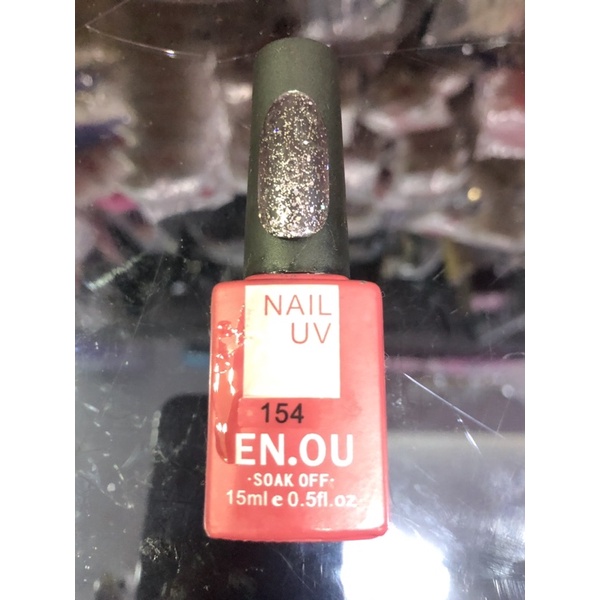 NAIL
UV
154
EN.OU
·SOAK OFF·
15ml e 0.5fl.oz